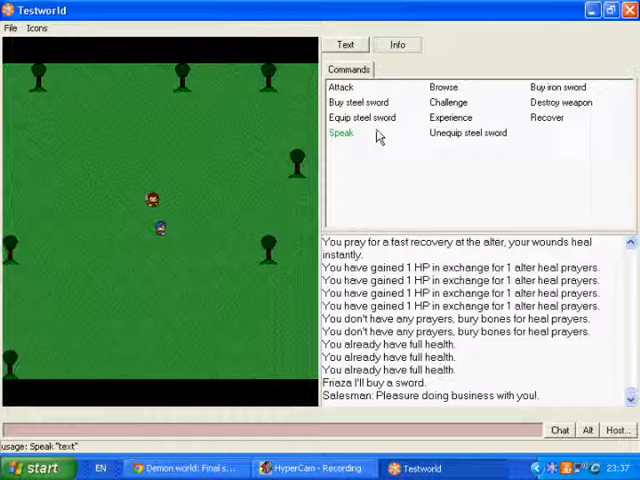 Testworld
File Icons
Text Info
Commands
Attack Browse Buy iron sword
Buy steel sword Challenge Destroy weapon
Equip steel sword Experience Recover
Speak Unequip steel sword
You pray for a fast recovery at the alter, your wounds heal
instantly.
You have gained 1 HP in exchange for 1 alter heal prayers.
You have gained 1 HP in exchange for 1 alter heal prayers.
You have gained 1 HP in exchange for 1 alter heal prayers.
You have gained 1 HP in exchange for 1 alter heal prayers.
You don't have any prayers, bury bones for heal prayers.
You don't have any prayers, bury bones for heal prayers.
You already have full health.
You already have full health.
You already have full health.
Friaza I'll buy a sword.
Salesman: Pleasure doing business with you!.
Chat Alt Host...
usage: Speak "text"
start EN Demon world: Final s... HyperCam - Recording Testworld 23:37